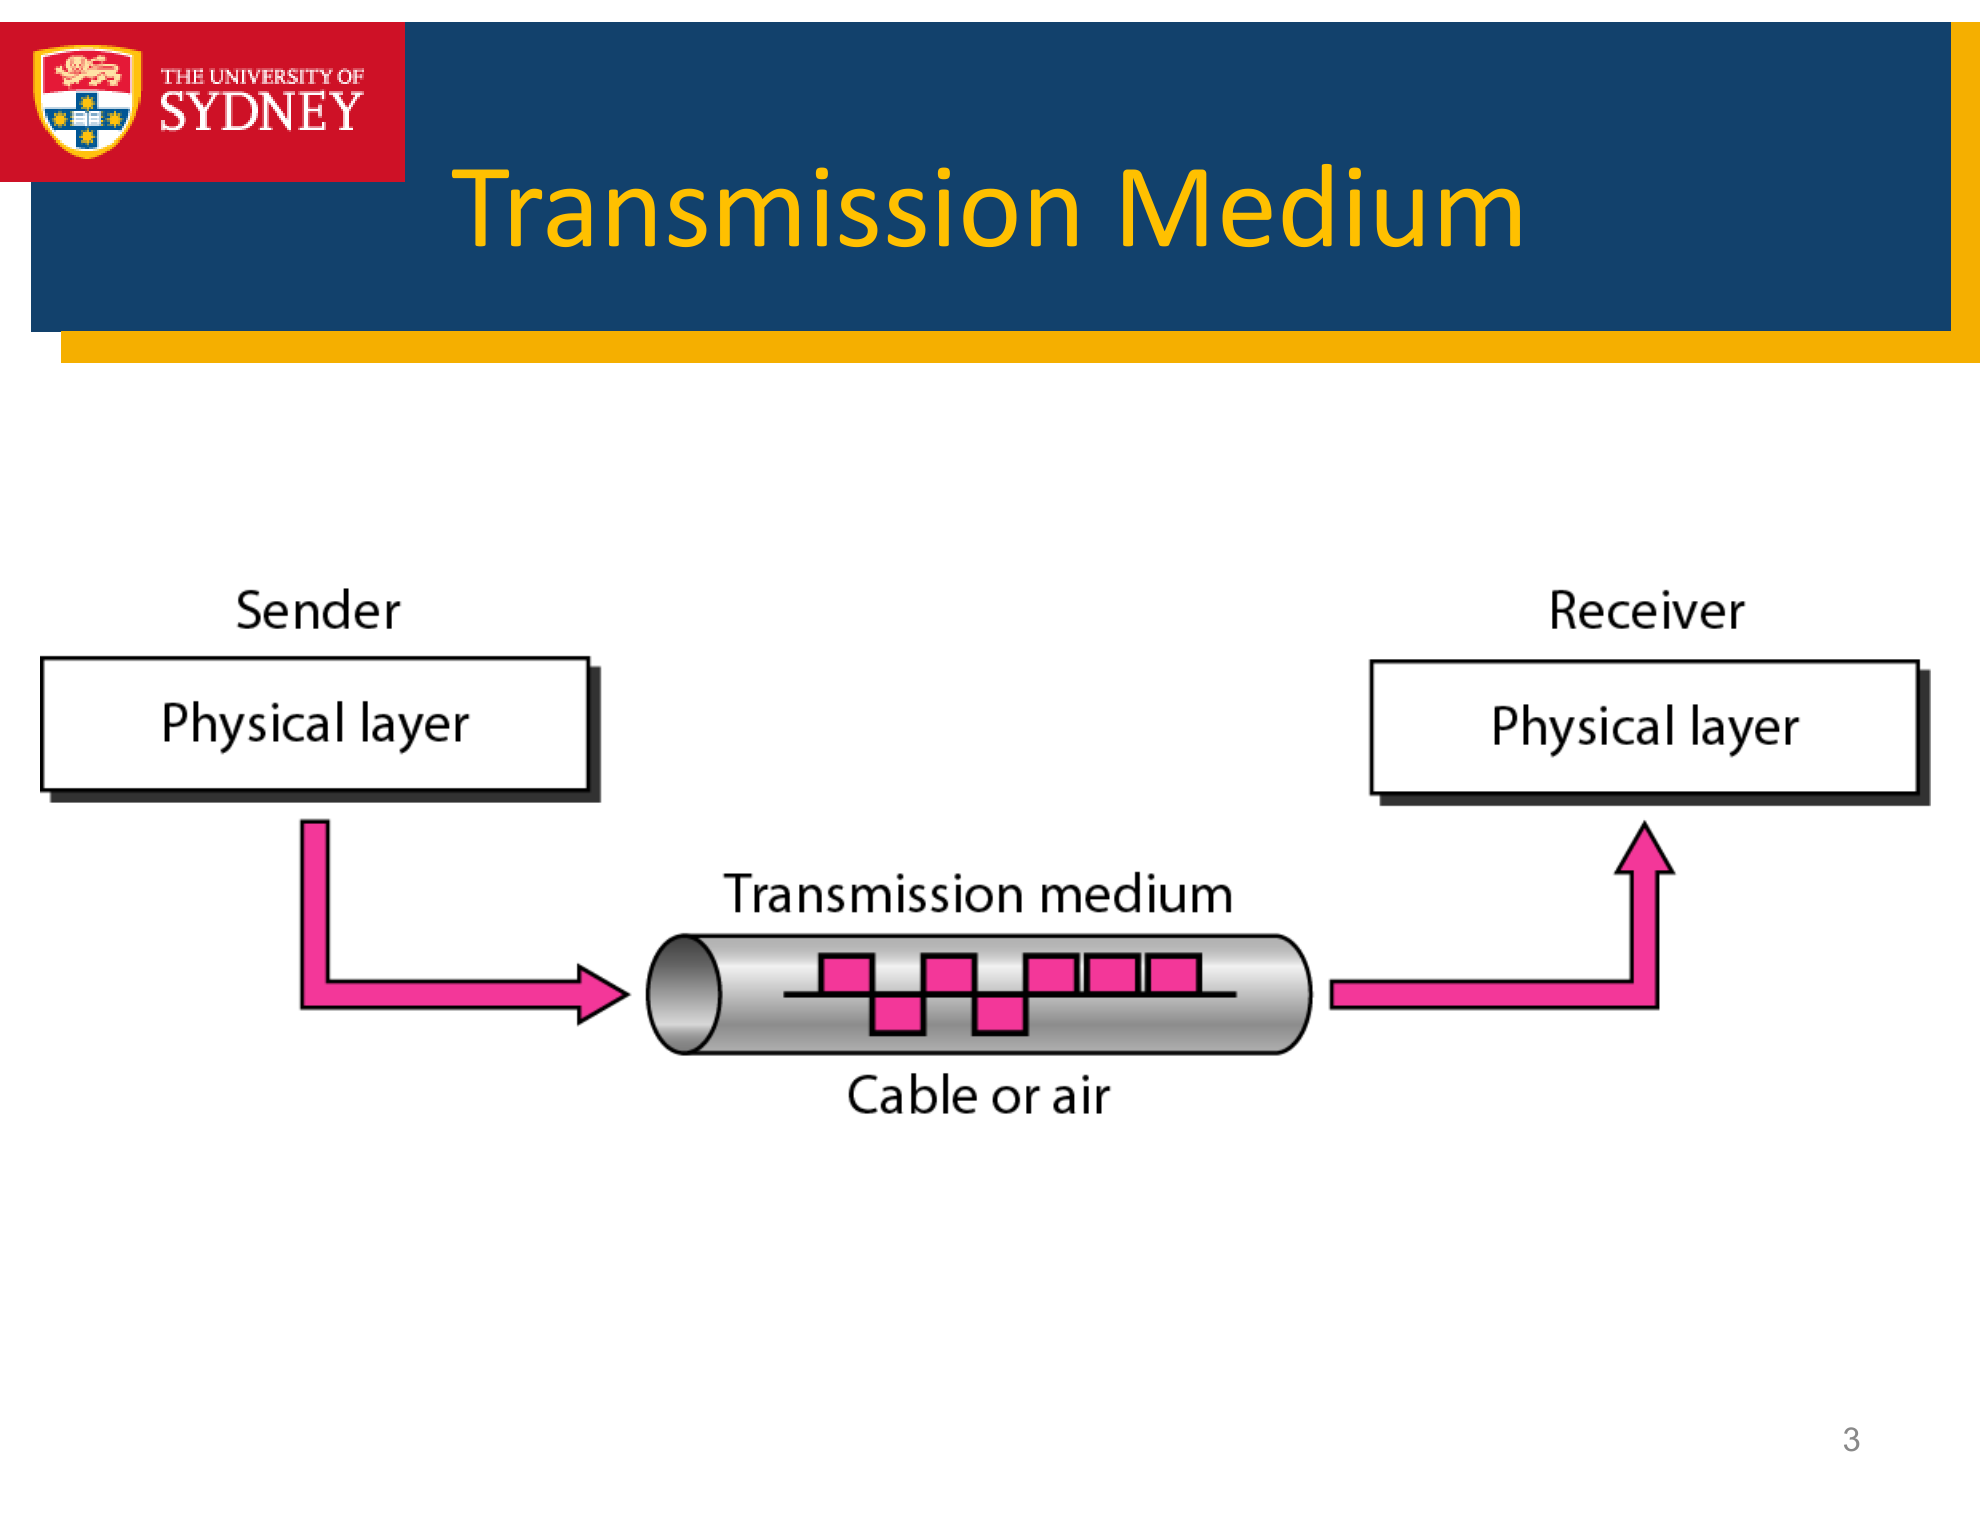 THE UNIVERSITY OF
SYDNEY
Transmission Medium
Sender
Receiver
Physical layer
Physical layer
Transmission medium
Cable or air
3